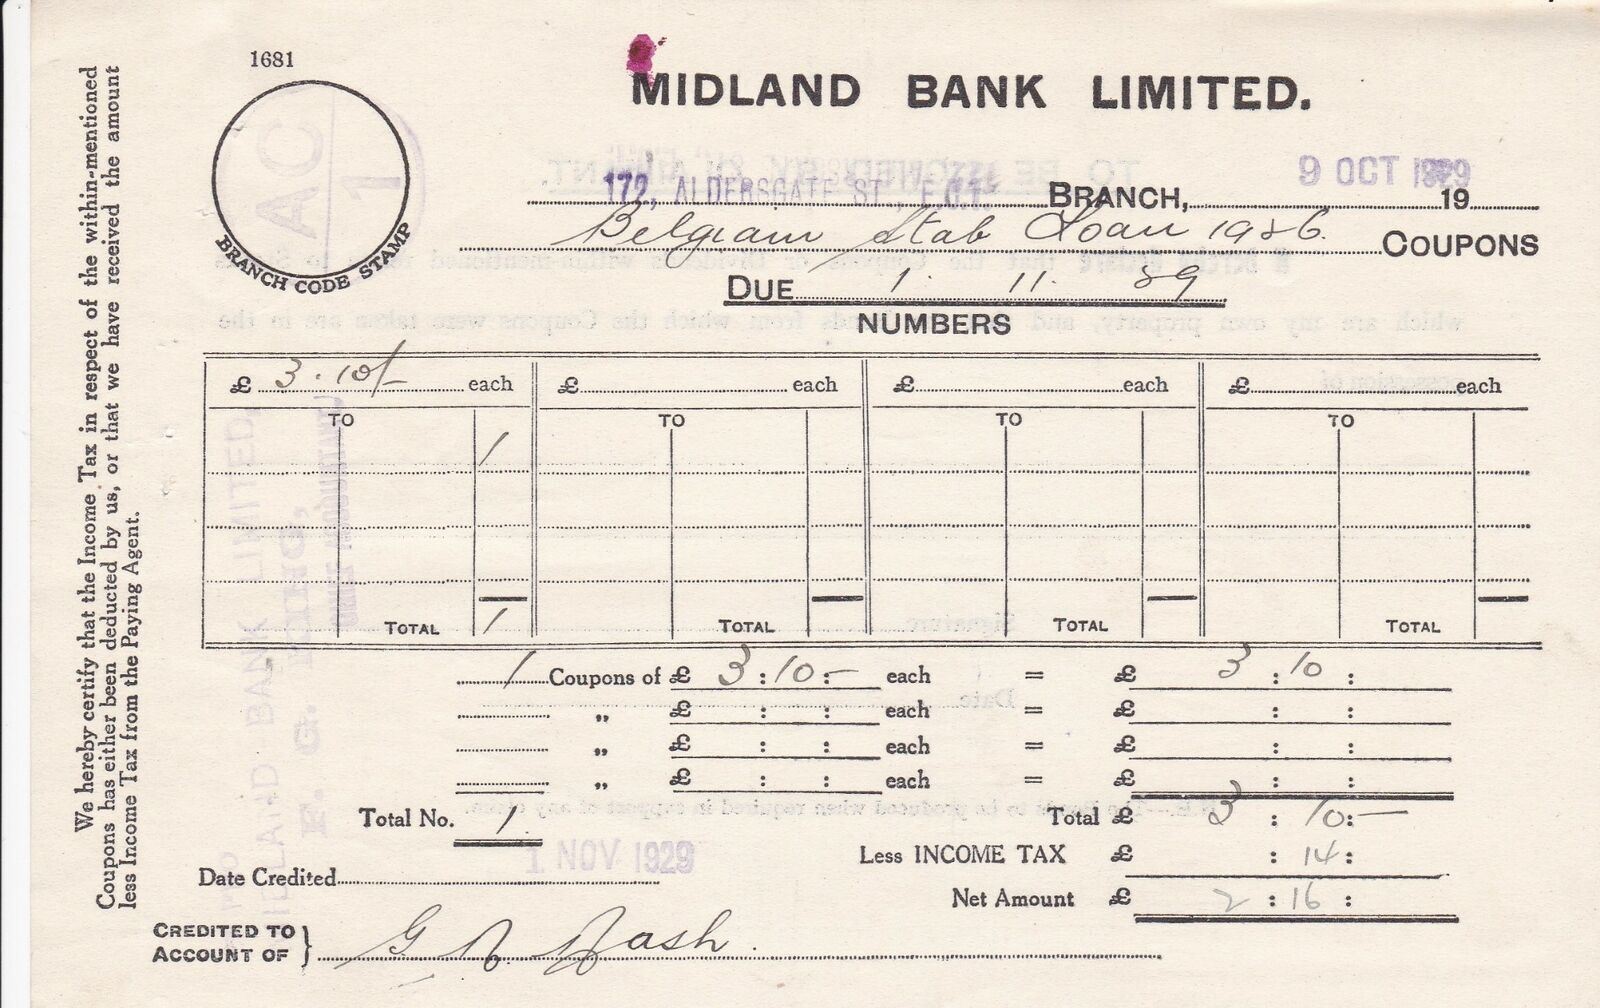 1681
BRANCH CODE STAMP
MIDLAND BANK LIMITED.
9 OCT 1929
172, ALDERSGATE ST., E.C.1. BRANCH, 19
Belgian Stab Loan 1926 COUPONS
DUE 1. 11. 29
NUMBERS
£ 3.10/- each £ each £ each £ each
TO TO TO TO
1
TOTAL 1 TOTAL TOTAL TOTAL
1 Coupons of £ 3:10:- each = £ 3:10:
" £ : : each = £ : :
" £ : : each = £ : :
" £ : : each = £ : :
Total No. 1 Total £ 3:10:-
1 NOV 1929
Less INCOME TAX £ :14:
Date Credited
Net Amount £ 2:16:
CREDITED TO ACCOUNT OF } G N Nash.
We hereby certify that the Income Tax in respect of the within-mentioned
Coupons has either been deducted by us, or that we have received the amount
less Income Tax from the Paying Agent.